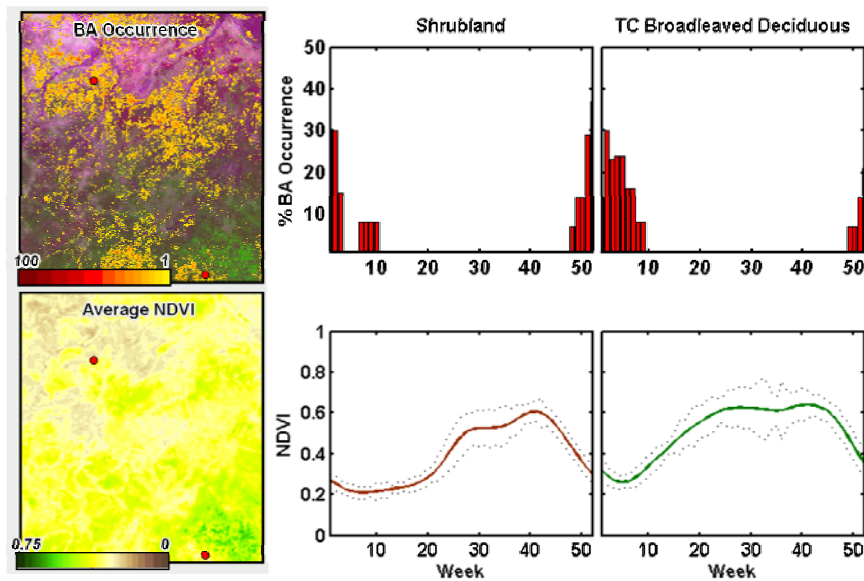 BA Occurrence
100
1
Average NDVI
0.75
0
Shrubland
TC Broadleaved Deciduous
% BA Occurrence
50
40
30
20
10
10 20 30 40 50
10 20 30 40 50
NDVI
1
0.8
0.6
0.4
0.2
0
10 20 30 40 50
10 20 30 40 50
Week
Week